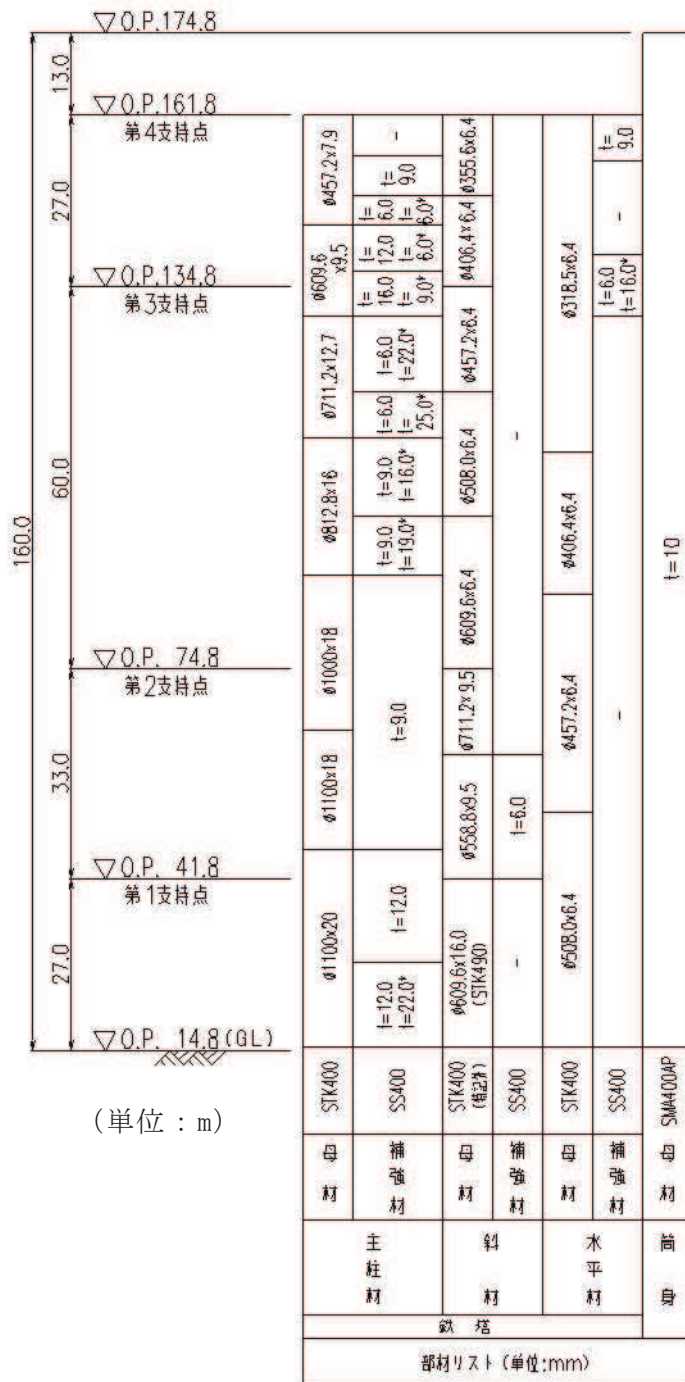 ▽O.P.174.8
13.0
▽O.P.161.8
第4支持点
27.0
▽O.P.134.8
第3支持点
60.0
160.0
▽O.P. 74.8
第2支持点
33.0
▽O.P. 41.8
第1支持点
27.0
▽O.P. 14.8(GL)
(単位:m)
φ457.2x7.9
φ609.6
x9.5
φ711.2x12.7
φ812.8x16
φ1000x18
φ1100x18
φ1100x20
STK400
母材
-
t=
9.0
t=
6.0
t=
6.0*
t=
12.0
t=
6.0*
t=
16.0
t=
9.0*
t=6.0
t=22.0*
t=6.0
t=
25.0*
t=9.0
t=16.0*
t=9.0
t=19.0*
t=9.0
t=12.0
t=12.0
t=22.0*
SS400
補強材
主柱材
φ355.6x6.4
φ406.4x6.4
φ457.2x6.4
φ508.0x6.4
φ609.6x6.4
φ711.2x9.5
φ558.8x9.5
φ609.6x16.0
(STK490)
STK400
(特記外)
母材
-
t=6.0
-
SS400
補強材
斜材
φ318.5x6.4
φ406.4x6.4
φ457.2x6.4
φ508.0x6.4
STK400
母材
t=
9.0
-
t=6.0
t=16.0*
-
SS400
補強材
水平材
t=10
SMA400AP
母材
筒身
鉄塔
部材リスト(単位:mm)